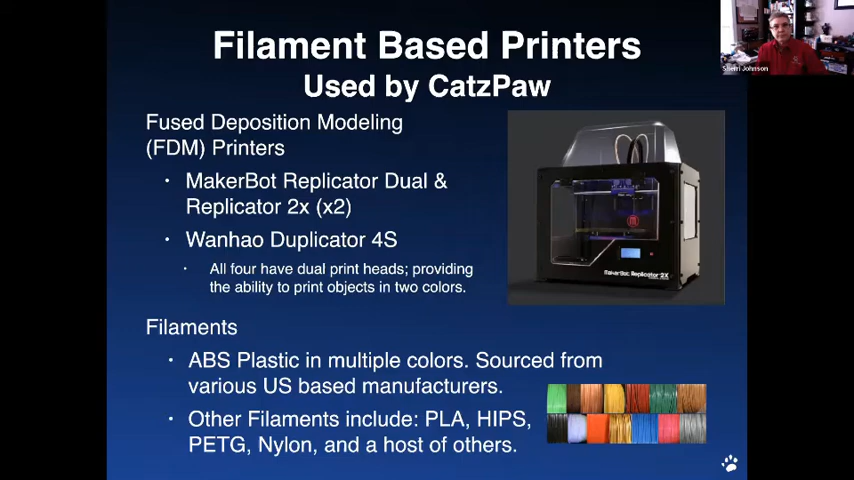 Filament Based Printers
Used by CatzPaw
Fused Deposition Modeling
(FDM) Printers
· MakerBot Replicator Dual &
Replicator 2x (x2)
· Wanhao Duplicator 4S
· All four have dual print heads; providing
the ability to print objects in two colors.
MakerBot Replicator 2X
Filaments
· ABS Plastic in multiple colors. Sourced from
various US based manufacturers.
· Other Filaments include: PLA, HIPS,
PETG, Nylon, and a host of others.
Johnson